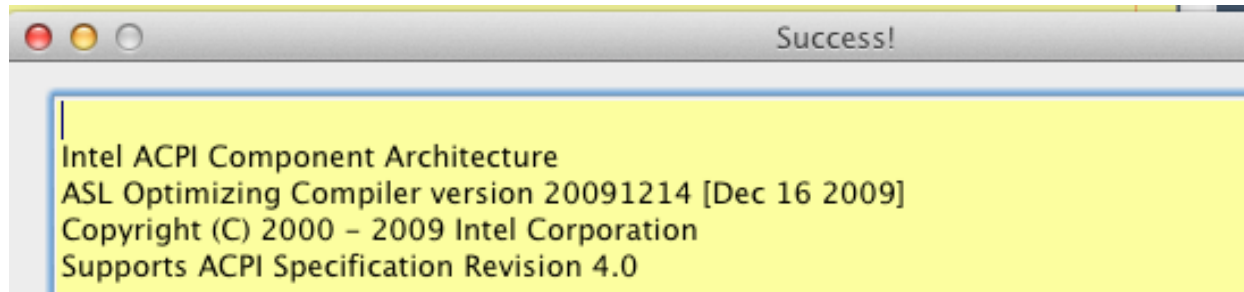 Success!
Intel ACPI Component Architecture
ASL Optimizing Compiler version 20091214 [Dec 16 2009]
Copyright (C) 2000 – 2009 Intel Corporation
Supports ACPI Specification Revision 4.0